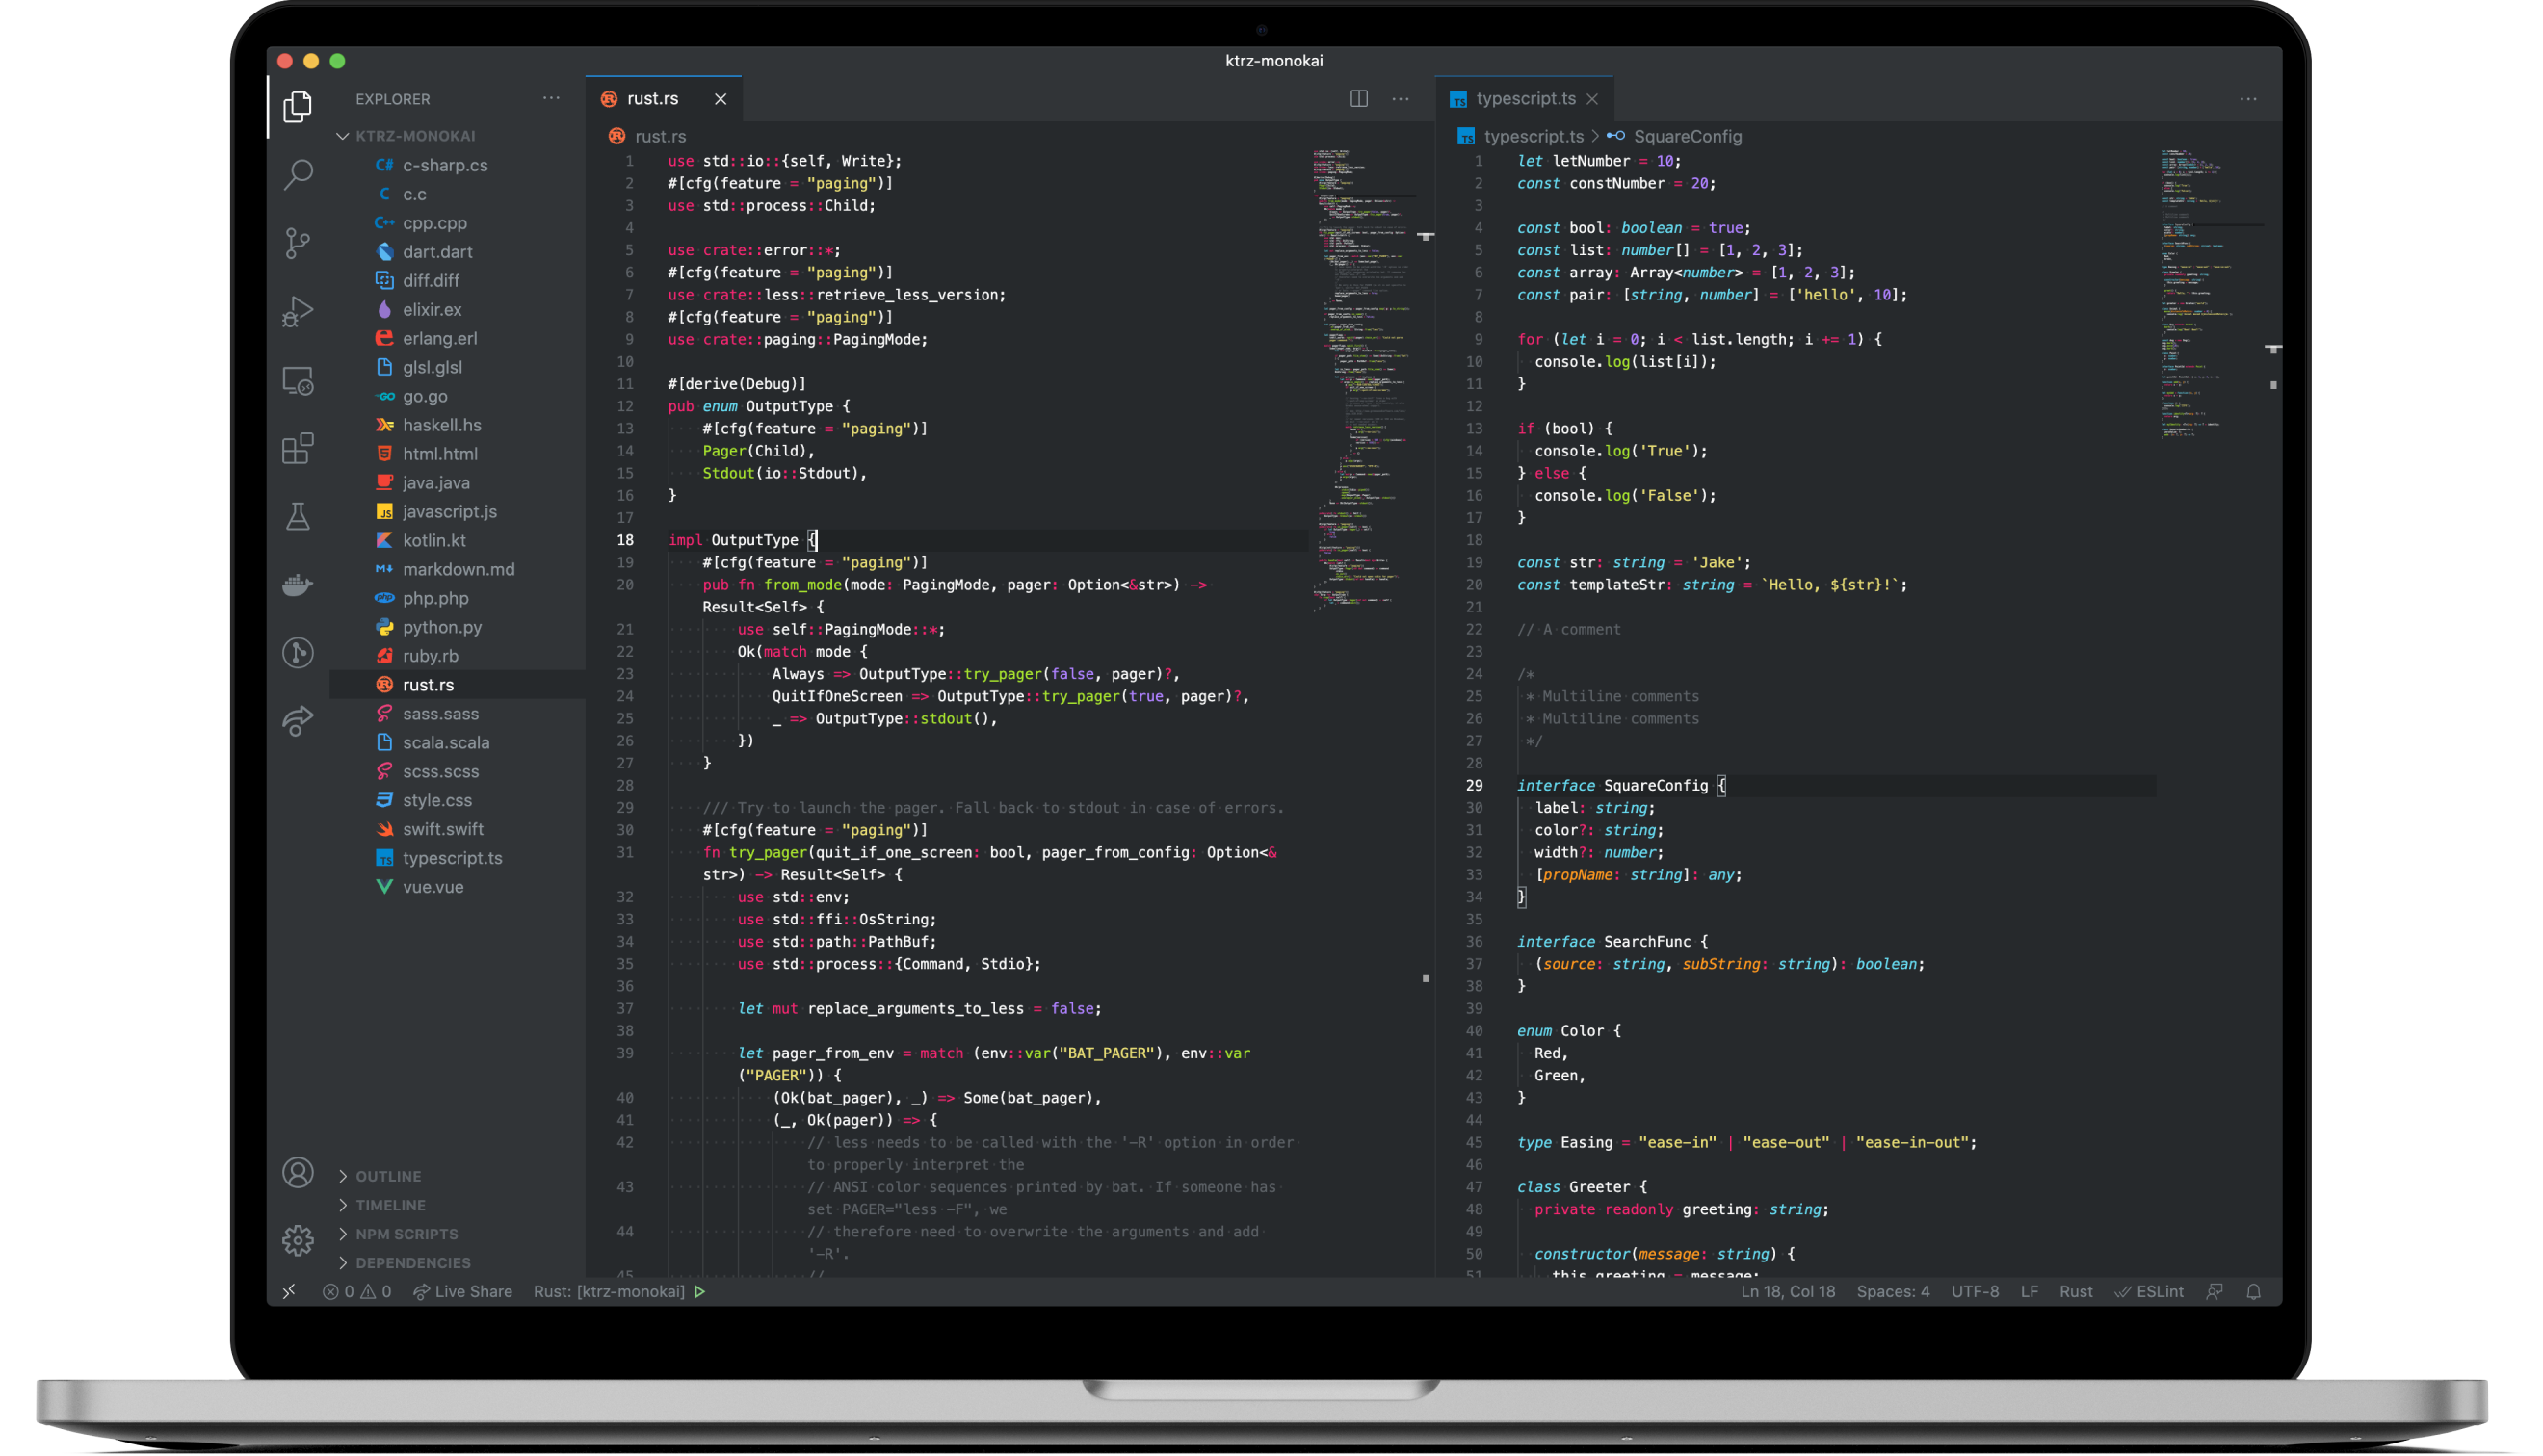 ktrz-monokai
EXPLORER
KTRZ-MONOKAI
C# c-sharp.cs
C c.c
C++ cpp.cpp
dart.dart
diff.diff
elixir.ex
erlang.erl
glsl.glsl
GO go.go
haskell.hs
html.html
java.java
JS javascript.js
kotlin.kt
M markdown.md
php php.php
python.py
ruby.rb
rust.rs
sass.sass
scala.scala
scss.scss
style.css
swift.swift
TS typescript.ts
vue.vue
OUTLINE
TIMELINE
NPM SCRIPTS
DEPENDENCIES
rust.rs
rust.rs
1 use std::io::{self, Write};
2 #[cfg(feature = "paging")]
3 use std::process::Child;
4
5 use crate::error::*;
6 #[cfg(feature = "paging")]
7 use crate::less::retrieve_less_version;
8 #[cfg(feature = "paging")]
9 use crate::paging::PagingMode;
10
11 #[derive(Debug)]
12 pub enum OutputType {
13 #[cfg(feature = "paging")]
14 Pager(Child),
15 Stdout(io::Stdout),
16 }
17
18 impl OutputType {
19 #[cfg(feature = "paging")]
20 pub fn from_mode(mode: PagingMode, pager: Option<&str>) ->
Result<Self> {
21 use self::PagingMode::*;
22 Ok(match mode {
23 Always => OutputType::try_pager(false, pager)?,
24 QuitIfOneScreen => OutputType::try_pager(true, pager)?,
25 _ => OutputType::stdout(),
26 })
27 }
28
29 /// Try to launch the pager. Fall back to stdout in case of errors.
30 #[cfg(feature = "paging")]
31 fn try_pager(quit_if_one_screen: bool, pager_from_config: Option<&
str>) -> Result<Self> {
32 use std::env;
33 use std::ffi::OsString;
34 use std::path::PathBuf;
35 use std::process::{Command, Stdio};
36
37 let mut replace_arguments_to_less = false;
38
39 let pager_from_env = match (env::var("BAT_PAGER"), env::var
("PAGER")) {
40 (Ok(bat_pager), _) => Some(bat_pager),
41 (_, Ok(pager)) => {
42 // less needs to be called with the '-R' option in order
to properly interpret the
43 // ANSI color sequences printed by bat. If someone has
set PAGER="less -F", we
44 // therefore need to overwrite the arguments and add
'-R'.
45 //
TS typescript.ts
TS typescript.ts > SquareConfig
1 let letNumber = 10;
2 const constNumber = 20;
3
4 const bool: boolean = true;
5 const list: number[] = [1, 2, 3];
6 const array: Array<number> = [1, 2, 3];
7 const pair: [string, number] = ['hello', 10];
8
9 for (let i = 0; i < list.length; i += 1) {
10 console.log(list[i]);
11 }
12
13 if (bool) {
14 console.log('True');
15 } else {
16 console.log('False');
17 }
18
19 const str: string = 'Jake';
20 const templateStr: string = `Hello, ${str}!`;
21
22 // A comment
23
24 /*
25 * Multiline comments
26 * Multiline comments
27 */
28
29 interface SquareConfig {
30 label: string;
31 color?: string;
32 width?: number;
33 [propName: string]: any;
34 }
35
36 interface SearchFunc {
37 (source: string, subString: string): boolean;
38 }
39
40 enum Color {
41 Red,
42 Green,
43 }
44
45 type Easing = "ease-in" | "ease-out" | "ease-in-out";
46
47 class Greeter {
48 private readonly greeting: string;
49
50 constructor(message: string) {
51 this.greeting = message;
0 0 Live Share Rust: [ktrz-monokai]
Ln 18, Col 18 Spaces: 4 UTF-8 LF Rust ESLint